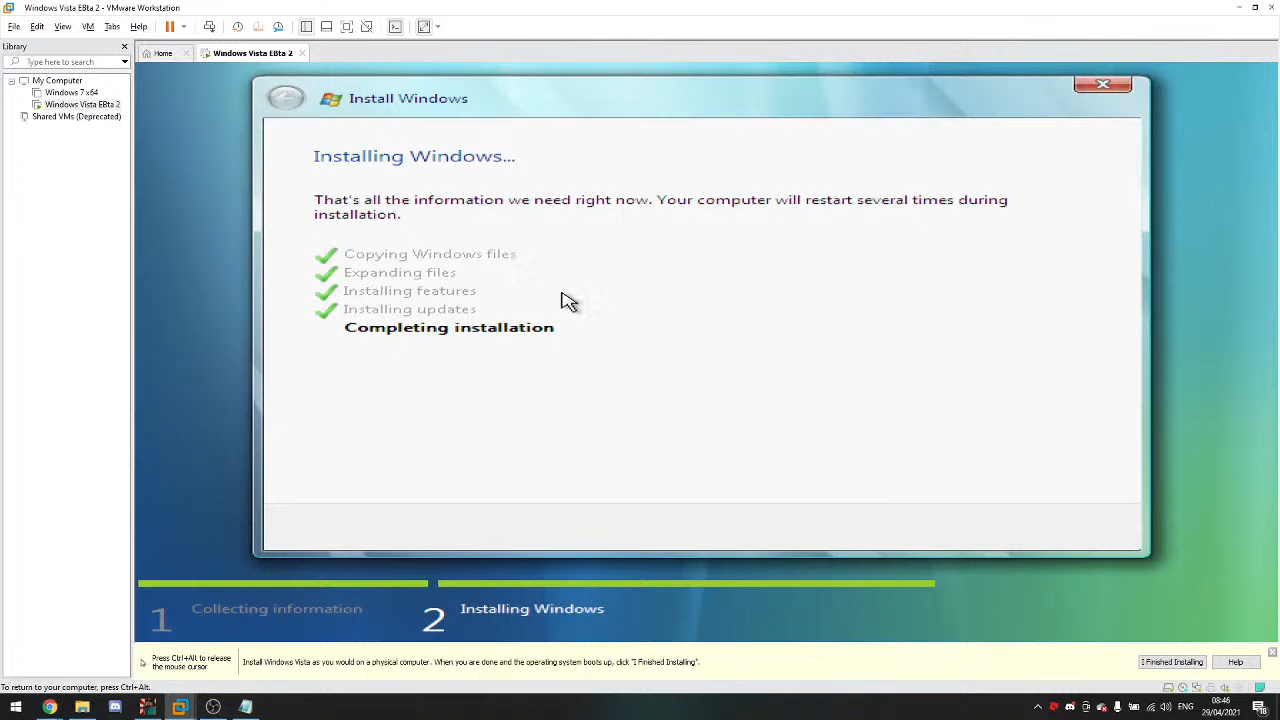 Windows Vista EBta 2 - VMware Workstation
File Edit View VM Tabs Help
Library
Type here to search
My Computer
Windows 7 x64
Windows Vista EBta 2
Shared VMs (Deprecated)
Home
Windows Vista EBta 2
Install Windows
Installing Windows...
That's all the information we need right now. Your computer will restart several times during
installation.
Copying Windows files
Expanding files
Installing features
Installing updates
Completing installation
1 Collecting information
2 Installing Windows
Press Ctrl+Alt to release
the mouse cursor
Install Windows Vista as you would on a physical computer. When you are done and the operating system boots up, click "I Finished Installing".
I Finished Installing
Help
To return to your computer, press Ctrl+Alt.
ENG
08:46
29/04/2021